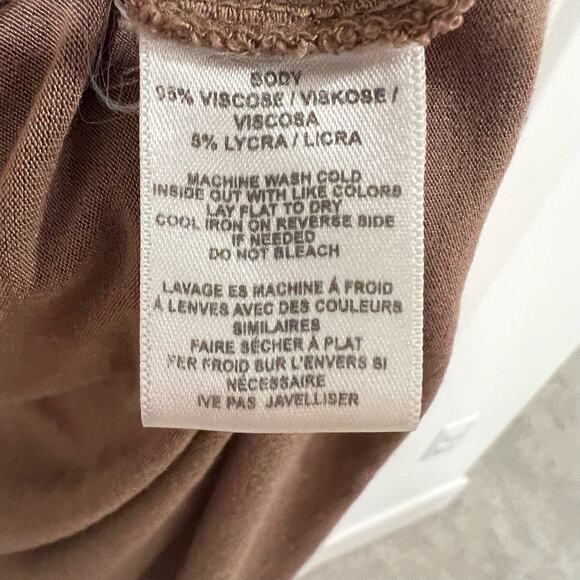 BODY
95% VISCOSE / VISKOSE /
VISCOSA
5% LYCRA / LICRA
MACHINE WASH COLD
INSIDE OUT WITH LIKE COLORS
LAY FLAT TO DRY
COOL IRON ON REVERSE SIDE
IF NEEDED
DO NOT BLEACH
LAVAGE ES MACHINE Á FROID
Á LENVES AVEC DES COULEURS
SIMILAIRES
FAIRE SÉCHER À PLAT
FER FROID SUR L'ENVERS SI
NÉCESSAIRE
NE PAS JAVELLISER